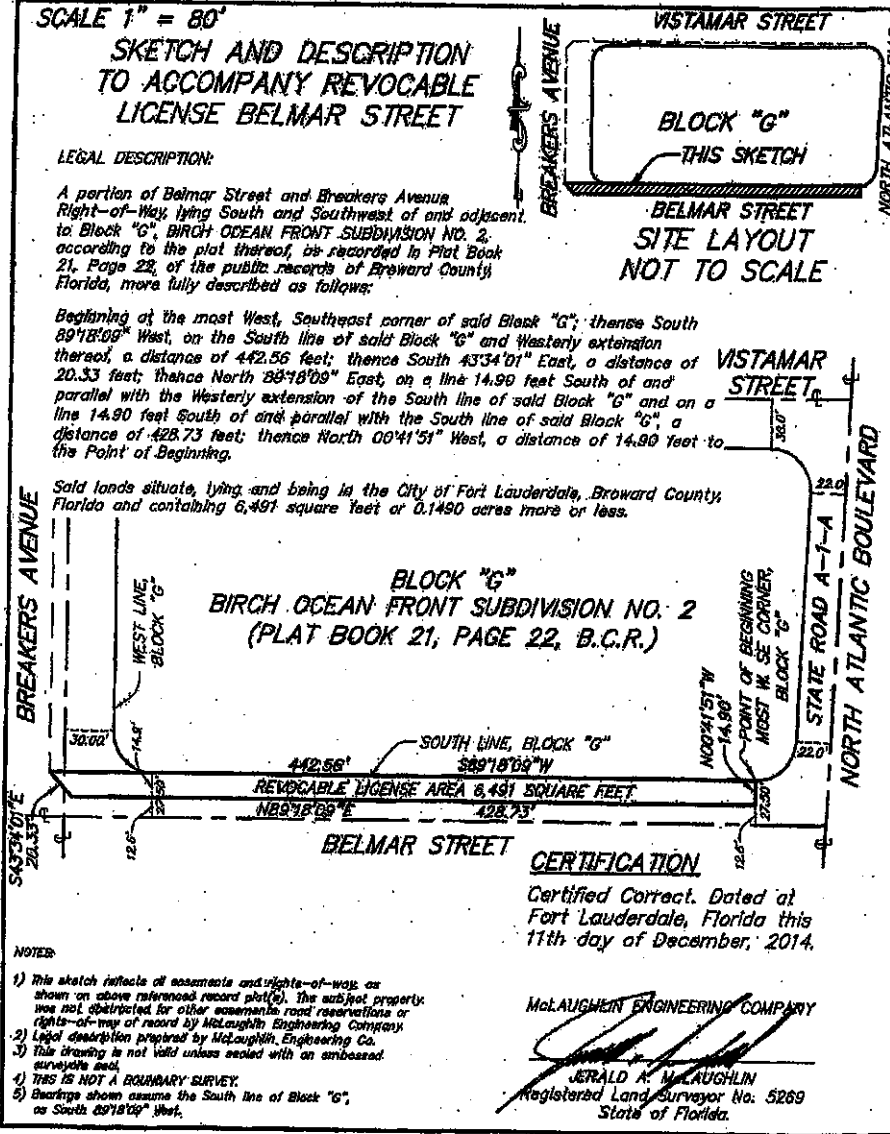 SCALE 1" = 80'
SKETCH AND DESCRIPTION
TO ACCOMPANY REVOCABLE
LICENSE BELMAR STREET
VISTAMAR STREET
BREAKERS AVENUE
BLOCK "G"
THIS SKETCH
BELMAR STREET
SITE LAYOUT
NOT TO SCALE
LEGAL DESCRIPTION:
A portion of Belmar Street and Breakers Avenue
Right-of-Way, lying South and Southwest of and adjacent
to Block "G", BIRCH OCEAN FRONT SUBDIVISION NO. 2,
according to the plat thereof, as recorded in Plat Book
21, Page 22, of the public records of Broward County,
Florida, more fully described as follows:
Beginning at the most West, Southeast corner of said Block "G"; thence South
89°18'09" West, on the South line of said Block "G" and Westerly extension
thereof, a distance of 442.56 feet; thence South 43°34'01" East, a distance of
20.33 feet; thence North 89°18'09" East, on a line 14.90 feet South of and
parallel with the Westerly extension of the South line of said Block "G" and on a
line 14.90 feet South of and parallel with the South line of said Block "G", a
distance of 428.73 feet; thence North 00°41'51" West, a distance of 14.90 feet to
the Point of Beginning.
Said lands situate, lying and being in the City of Fort Lauderdale, Broward County,
Florida and containing 6,491 square feet or 0.1490 acres more or less.
VISTAMAR
STREET
22.0'
STATE ROAD A-1-A
NORTH ATLANTIC BOULEVARD
22.0'
BREAKERS AVENUE
WEST LINE,
BLOCK "G"
BLOCK "G"
BIRCH OCEAN FRONT SUBDIVISION NO. 2
(PLAT BOOK 21, PAGE 22, B.C.R.)
POINT OF BEGINNING
MOST W. SE CORNER,
BLOCK "G"
N00°41'51"W
14.90'
30.00'
14.9'
SOUTH LINE, BLOCK "G"
442.56'
S89°18'09"W
REVOCABLE LICENSE AREA 6,491 SQUARE FEET
N89°18'09"E
428.73'
27.50'
27.50'
12.6'
12.6'
S43°34'01"E
20.33'
BELMAR STREET
CERTIFICATION
Certified Correct. Dated at
Fort Lauderdale, Florida this
11th day of December, 2014.
NOTES:
1) This sketch reflects all easements and rights-of-way, as
shown on above referenced record plat(s). The subject property
was not abstracted for other easements road reservations or
rights-of-way of record by McLaughlin Engineering Company.
2) Legal description prepared by McLaughlin Engineering Co.
3) This drawing is not valid unless sealed with an embossed
surveyors seal.
4) THIS IS NOT A BOUNDARY SURVEY.
5) Bearings shown assume the South line of Block "G",
as South 89°18'09" West.
McLAUGHLIN ENGINEERING COMPANY
JERALD A. McLAUGHLIN
Registered Land Surveyor No. 5269
State of Florida.